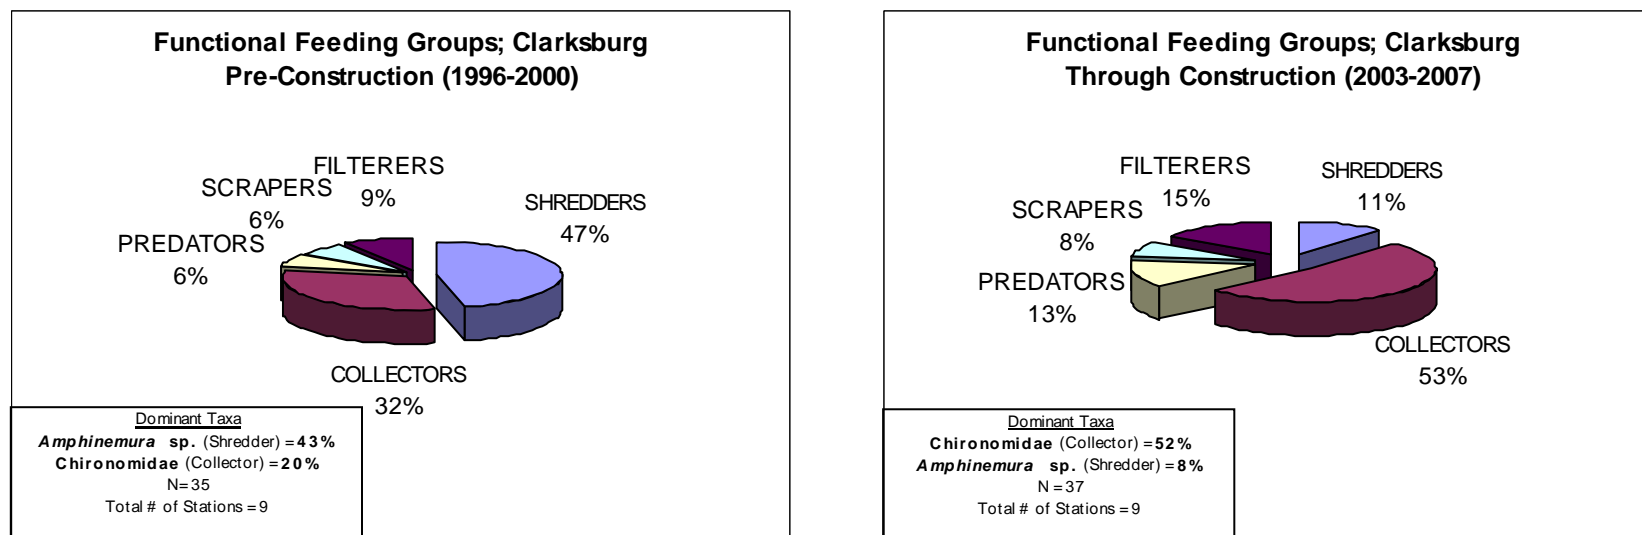 Functional Feeding Groups; Clarksburg
Pre-Construction (1996-2000)
FILTERERS
9%
SCRAPERS
6%
PREDATORS
6%
SHREDDERS
47%
COLLECTORS
32%
Dominant Taxa
Amphinemura sp. (Shredder) = 43%
Chironomidae (Collector) = 20%
N=35
Total # of Stations = 9
Functional Feeding Groups; Clarksburg
Through Construction (2003-2007)
FILTERERS
15%
SHREDDERS
11%
SCRAPERS
8%
PREDATORS
13%
COLLECTORS
53%
Dominant Taxa
Chironomidae (Collector) = 52%
Amphinemura sp. (Shredder) = 8%
N = 37
Total # of Stations = 9